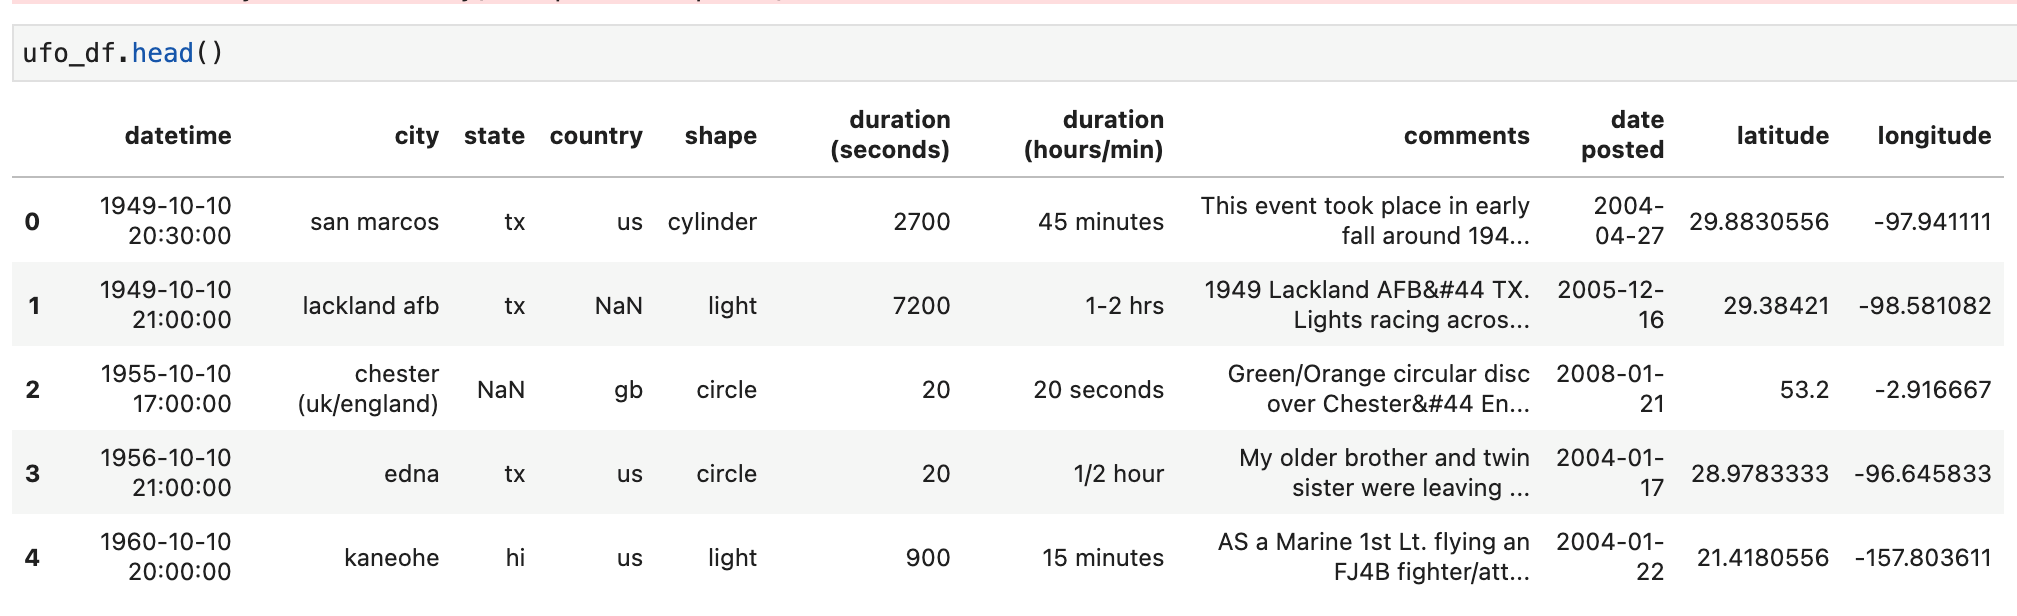 ufo_df.head()
datetime city state country shape duration (seconds) duration (hours/min) comments date posted latitude longitude
0 1949-10-10 20:30:00 san marcos tx us cylinder 2700 45 minutes This event took place in early fall around 194... 2004-04-27 29.8830556 -97.941111
1 1949-10-10 21:00:00 lackland afb tx NaN light 7200 1-2 hrs 1949 Lackland AFB&#44 TX. Lights racing acros... 2005-12-16 29.38421 -98.581082
2 1955-10-10 17:00:00 chester (uk/england) NaN gb circle 20 20 seconds Green/Orange circular disc over Chester&#44 En... 2008-01-21 53.2 -2.916667
3 1956-10-10 21:00:00 edna tx us circle 20 1/2 hour My older brother and twin sister were leaving ... 2004-01-17 28.9783333 -96.645833
4 1960-10-10 20:00:00 kaneohe hi us light 900 15 minutes AS a Marine 1st Lt. flying an FJ4B fighter/att... 2004-01-22 21.4180556 -157.803611